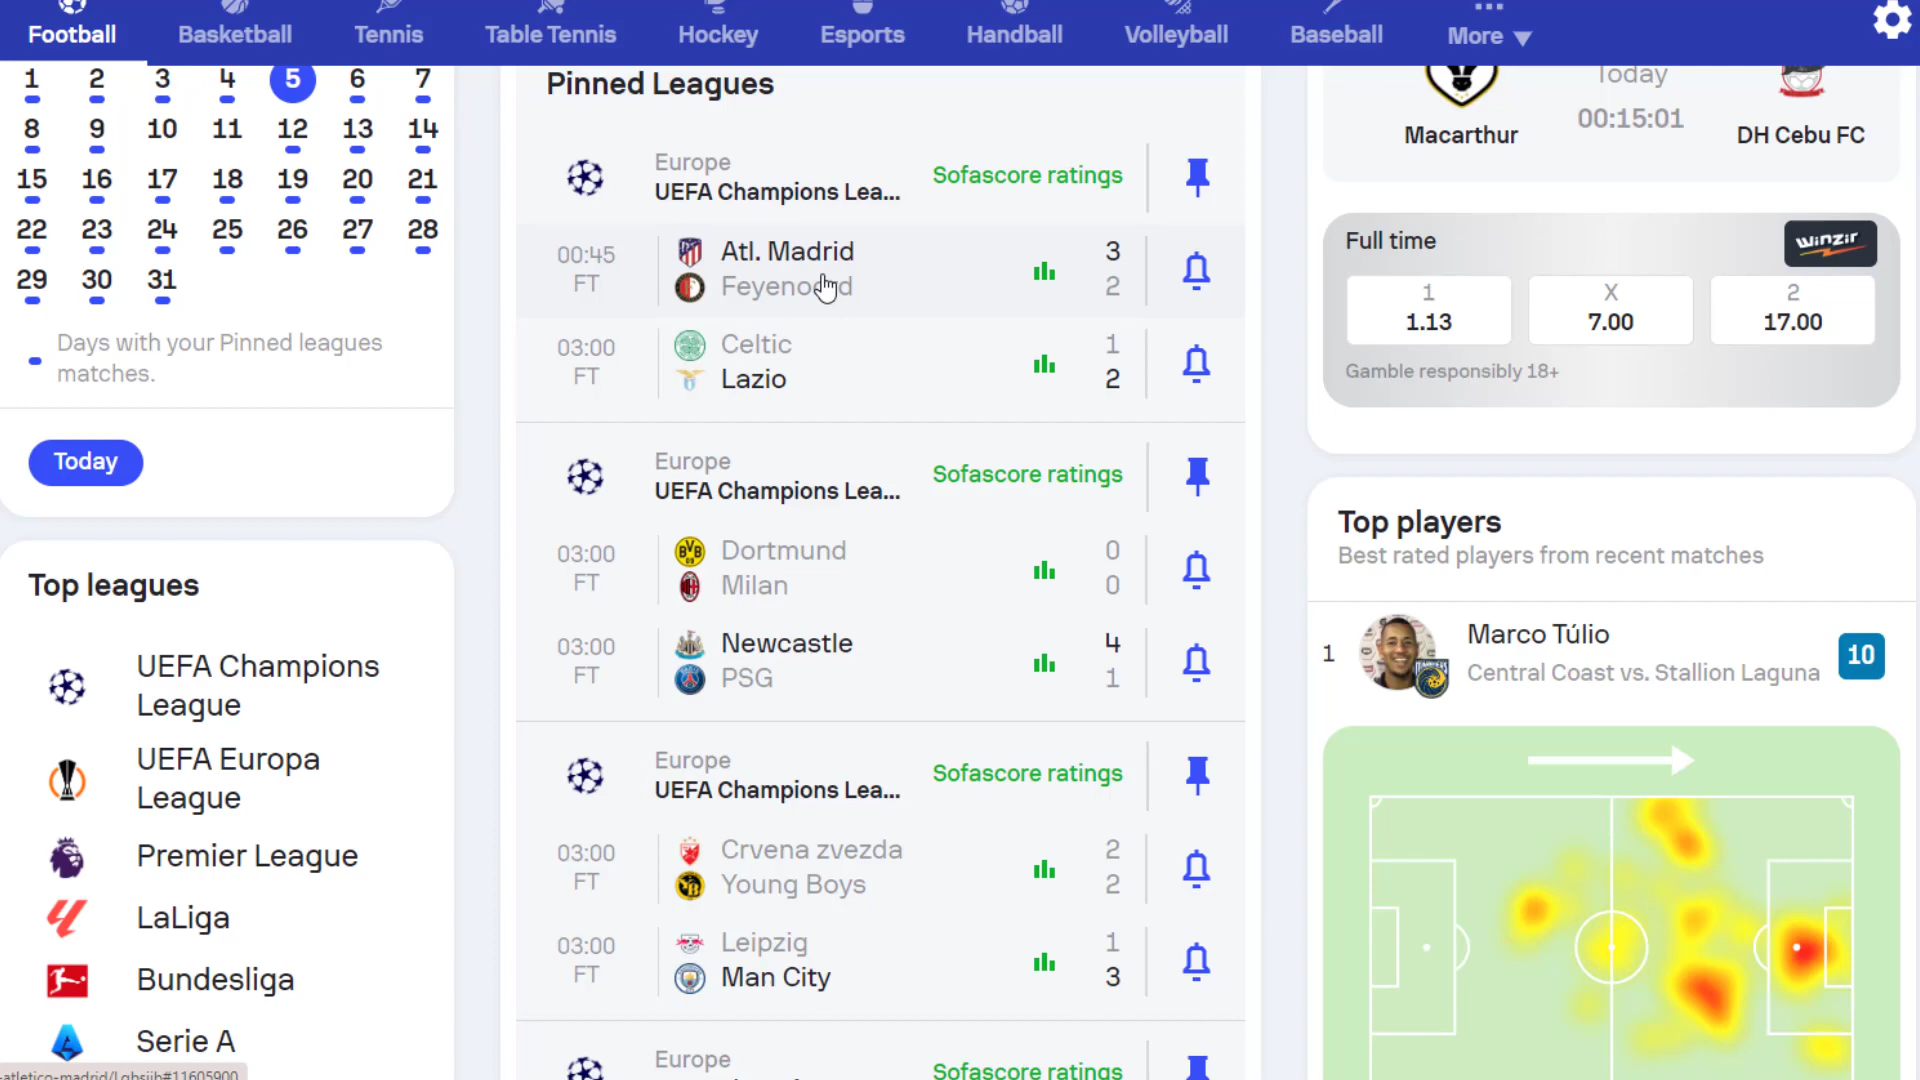 Football
Basketball
Tennis
Table Tennis
Hockey
Esports
Handball
Volleyball
Baseball
More
1 2 3 4 5 6 7
8 9 10 11 12 13 14
15 16 17 18 19 20 21
22 23 24 25 26 27 28
29 30 31
Days with your Pinned leagues
matches.
Today
Top leagues
UEFA Champions
League
UEFA Europa
League
Premier League
LaLiga
Bundesliga
Serie A
-atletico-madrid/Lgbsiib#11605900
Pinned Leagues
Europe
UEFA Champions Lea...
Sofascore ratings
00:45
FT
Atl. Madrid 3
Feyenoord 2
03:00
FT
Celtic 1
Lazio 2
Europe
UEFA Champions Lea...
Sofascore ratings
03:00
FT
Dortmund 0
Milan 0
03:00
FT
Newcastle 4
PSG 1
Europe
UEFA Champions Lea...
Sofascore ratings
03:00
FT
Crvena zvezda 2
Young Boys 2
03:00
FT
Leipzig 1
Man City 3
Europe
Sofascore ratings
Today
00:15:01
Macarthur
DH Cebu FC
Full time
winzir
1
1.13
X
7.00
2
17.00
Gamble responsibly 18+
Top players
Best rated players from recent matches
1
Marco Túlio
Central Coast vs. Stallion Laguna
10